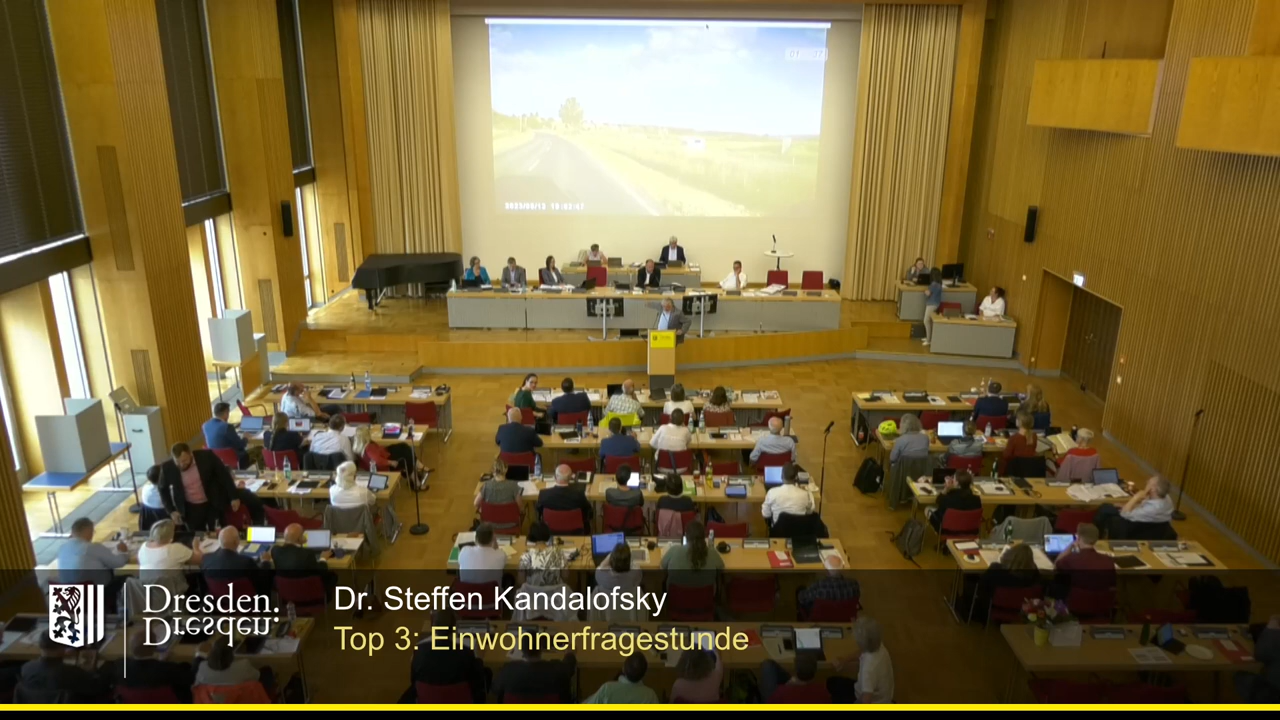 Dresden.
Dresden.
Dr. Steffen Kandalofsky
Top 3: Einwohnerfragestunde